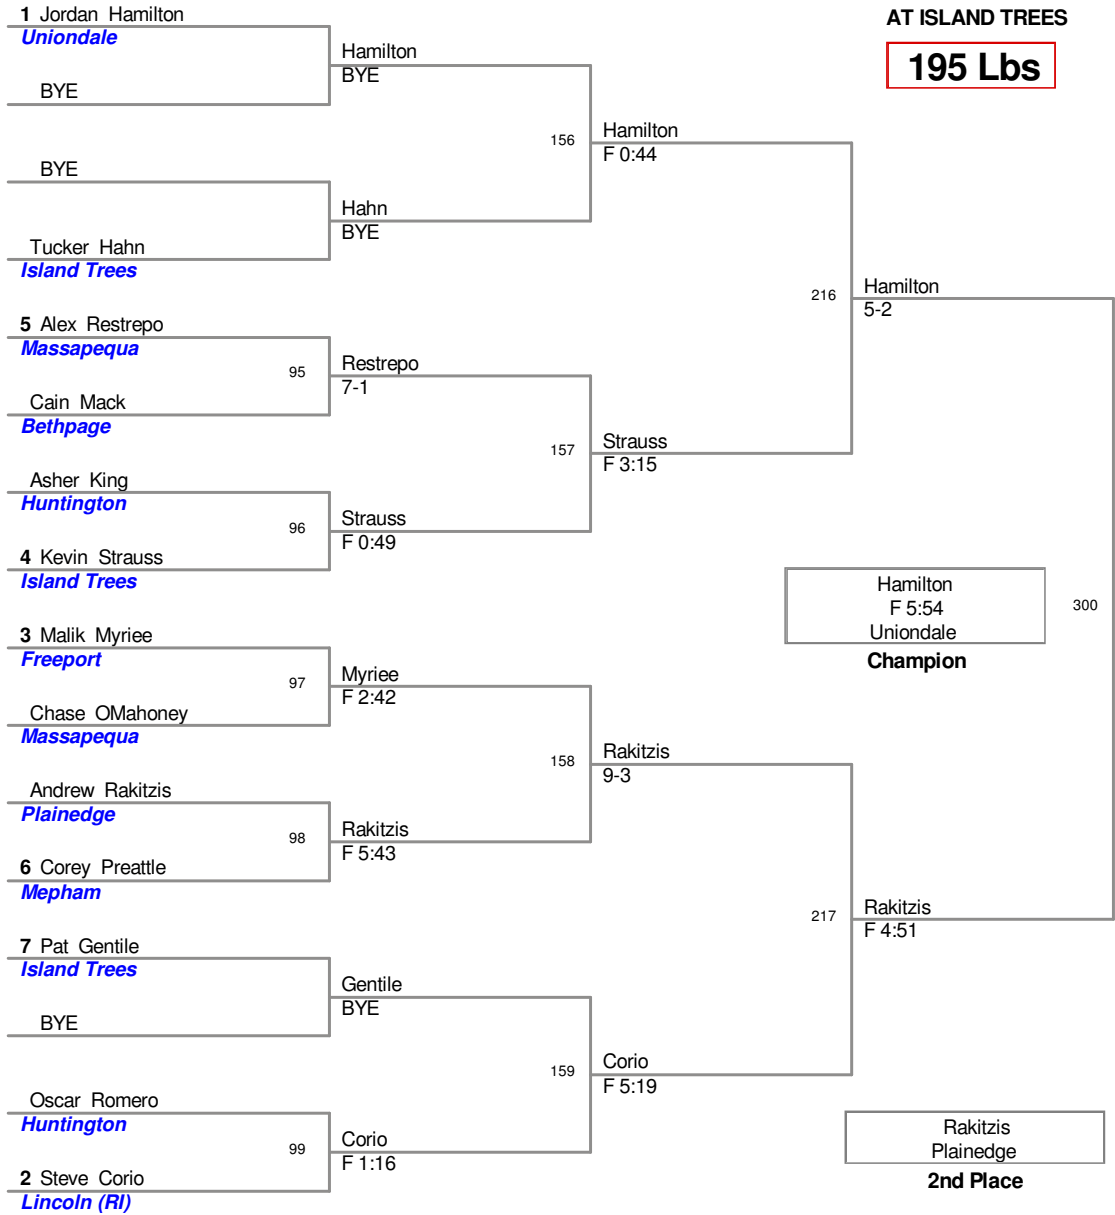 AT ISLAND TREES
195 Lbs
1 Jordan Hamilton
Uniondale
BYE
BYE
Tucker Hahn
Island Trees
5 Alex Restrepo
Massapequa
95
Cain Mack
Bethpage
Asher King
Huntington
96
4 Kevin Strauss
Island Trees
3 Malik Myriee
Freeport
97
Chase OMahoney
Massapequa
Andrew Rakitzis
Plainedge
98
6 Corey Preattle
Mepham
7 Pat Gentile
Island Trees
BYE
Oscar Romero
Huntington
99
2 Steve Corio
Lincoln (RI)
Hamilton
BYE
156
Hahn
BYE
Restrepo
7-1
157
Strauss
F 0:49
Myriee
F 2:42
158
Rakitzis
F 5:43
Gentile
BYE
159
Corio
F 1:16
Hamilton
F 0:44
216
Strauss
F 3:15
Rakitzis
9-3
217
Corio
F 5:19
Hamilton
5-2
300
Rakitzis
F 4:51
Hamilton
F 5:54
Uniondale
Champion
Rakitzis
Plainedge
2nd Place